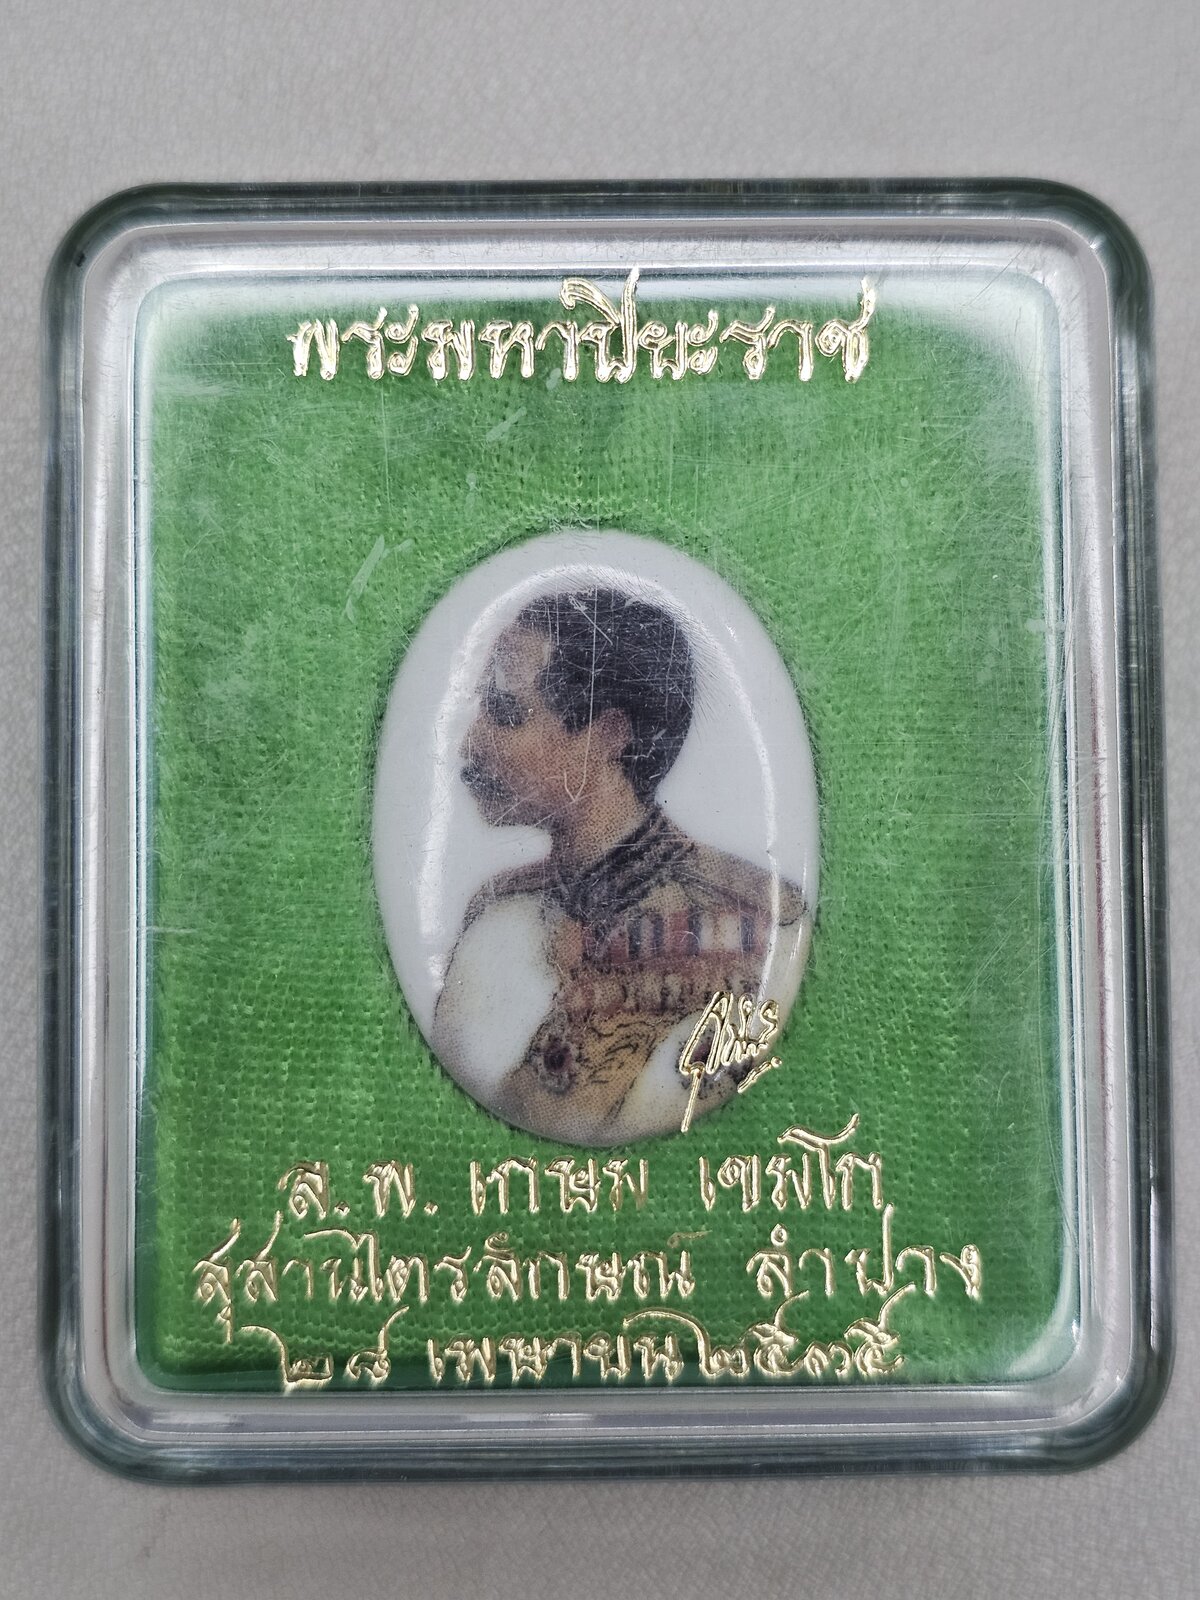 พระมหาปิยะราช
ล.พ. เกษม เขมโก
สุสานไตรลักษณ์ ลำปาง
๒๘ เมษายน ๒๕๓๕